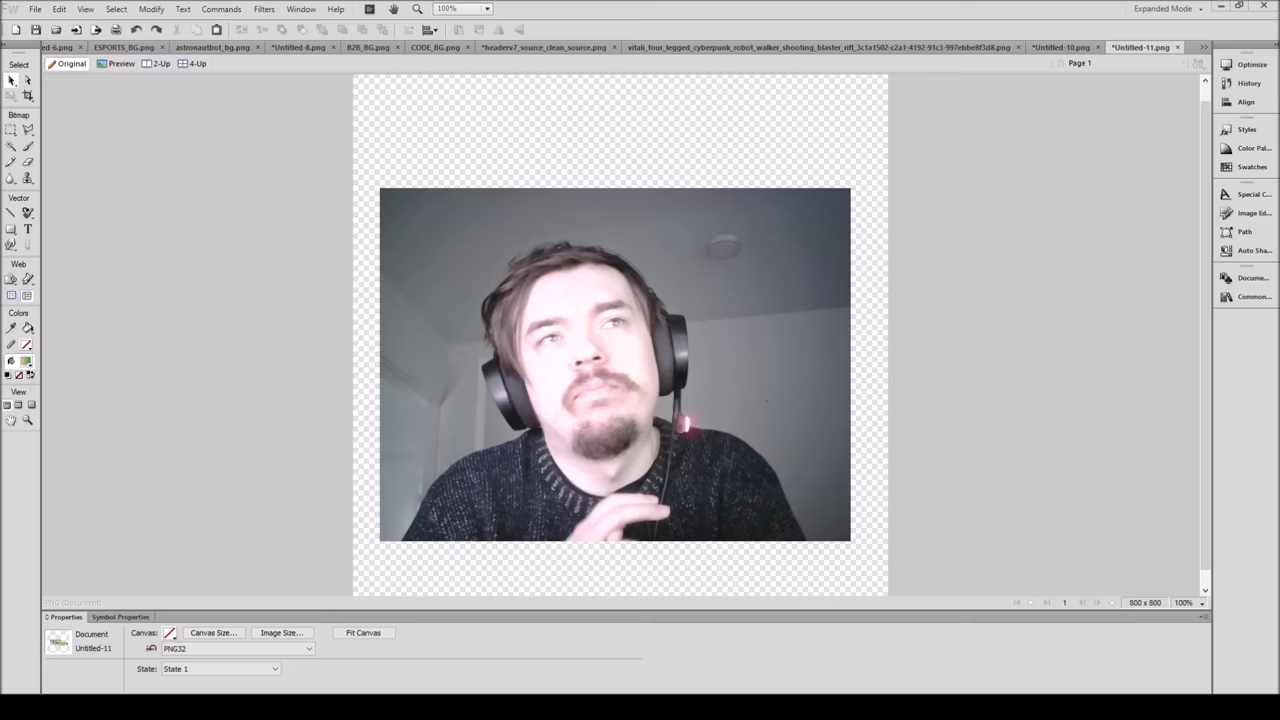 Fw File Edit View Select Modify Text Commands Filters Window Help Br 100% Expanded Mode
ed-6.png ESPORTS_BG.png astronautbot_bg.png *Untitled-8.png B2B_BG.png CODE_BG.png *headerv7_source_clean_source.png vitali_four_legged_cyberpunk_robot_walker_shooting_blaster_rifl_3c1a1502-c2a1-4192-91c3-997ebbe8f3d8.png *Untitled-10.png *Untitled-11.png
Original Preview 2-Up 4-Up Page 1
Select
Bitmap
Vector
Web
Colors
View
Optimize
History
Align
Styles
Color Pal...
Swatches
Special C...
Image Ed...
Path
Auto Sha...
Docume...
Common...
PNG (Document) 1 800 x 800 100%
Properties Symbol Properties
Document Canvas: Canvas Size... Image Size... Fit Canvas
Untitled-11 PNG32
State: State 1